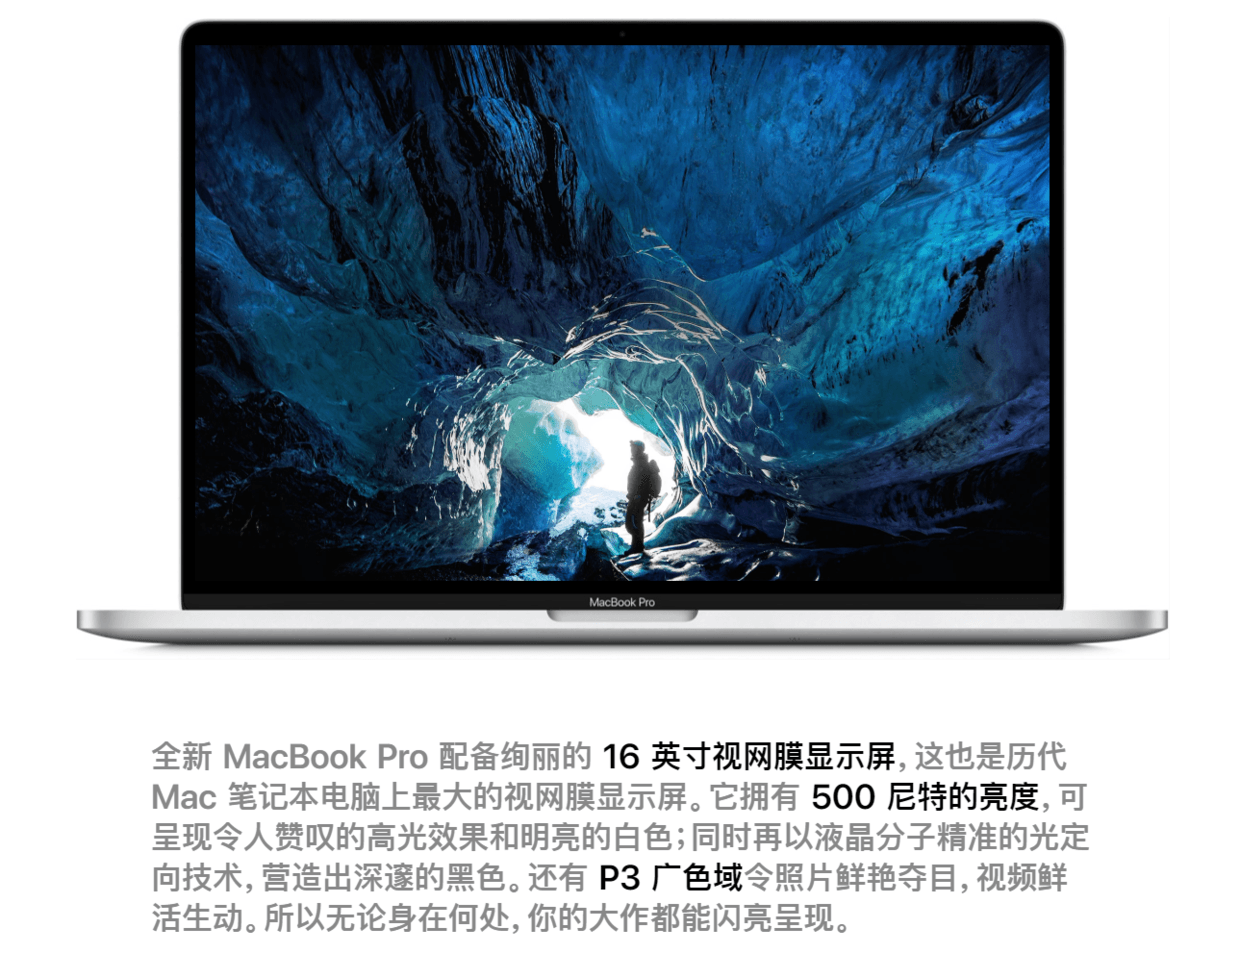 MacBook Pro
全新 MacBook Pro 配备绚丽的 16 英寸视网膜显示屏，这也是历代
Mac 笔记本电脑上最大的视网膜显示屏。它拥有 500 尼特的亮度，可
呈现令人赞叹的高光效果和明亮的白色；同时再以液晶分子精准的光定
向技术，营造出深邃的黑色。还有 P3 广色域令照片鲜艳夺目，视频鲜
活生动。所以无论身在何处，你的大作都能闪亮呈现。